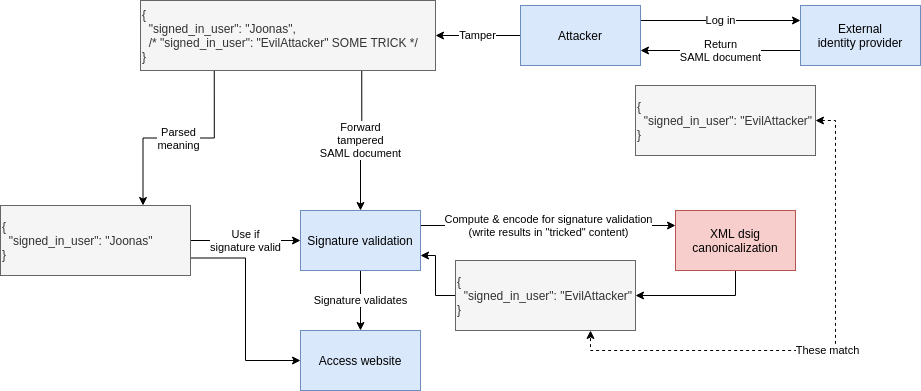 {
"signed_in_user": "Joonas",
/* "signed_in_user": "EvilAttacker" SOME TRICK */
}
Tamper
Attacker
Log in
Return
SAML document
External
identity provider
{
"signed_in_user": "EvilAttacker"
}
Parsed
meaning
Forward
tampered
SAML document
{
"signed_in_user": "Joonas"
}
Use if
signature valid
Signature validation
Compute & encode for signature validation
(write results in "tricked" content)
XML dsig
canonicalization
{
"signed_in_user": "EvilAttacker"
}
Signature validates
Access website
These match